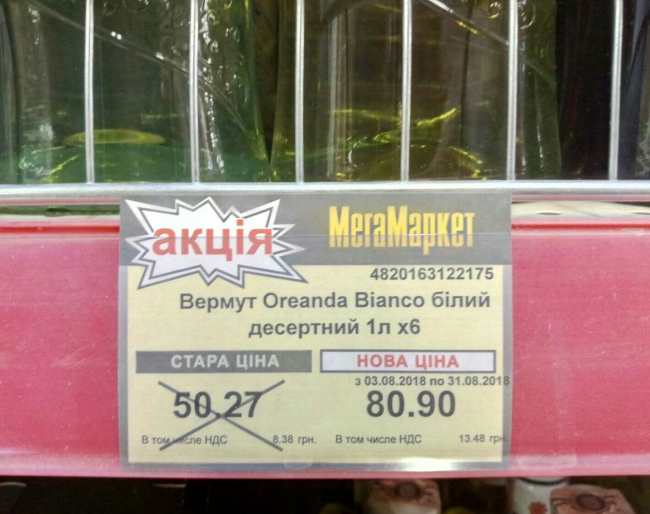 акція
МегаМаркет
4820163122175
Вермут Oreanda Bianco білий
десертний 1л x6
СТАРА ЦІНА
НОВА ЦІНА
з 03.08.2018 по 31.08.2018
50.27
80.90
В том числе НДС 8.38 грн.
В том числе НДС 13.48 грн